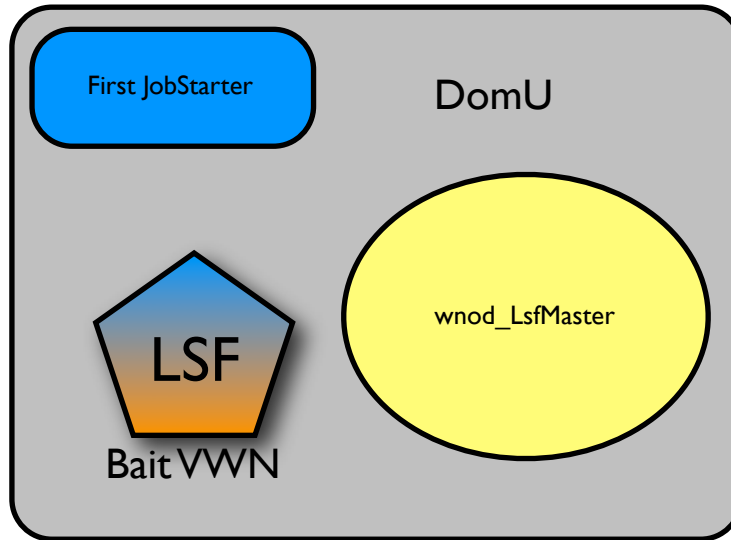 First JobStarter
DomU
wnod_LsfMaster
LSF
Bait VWN